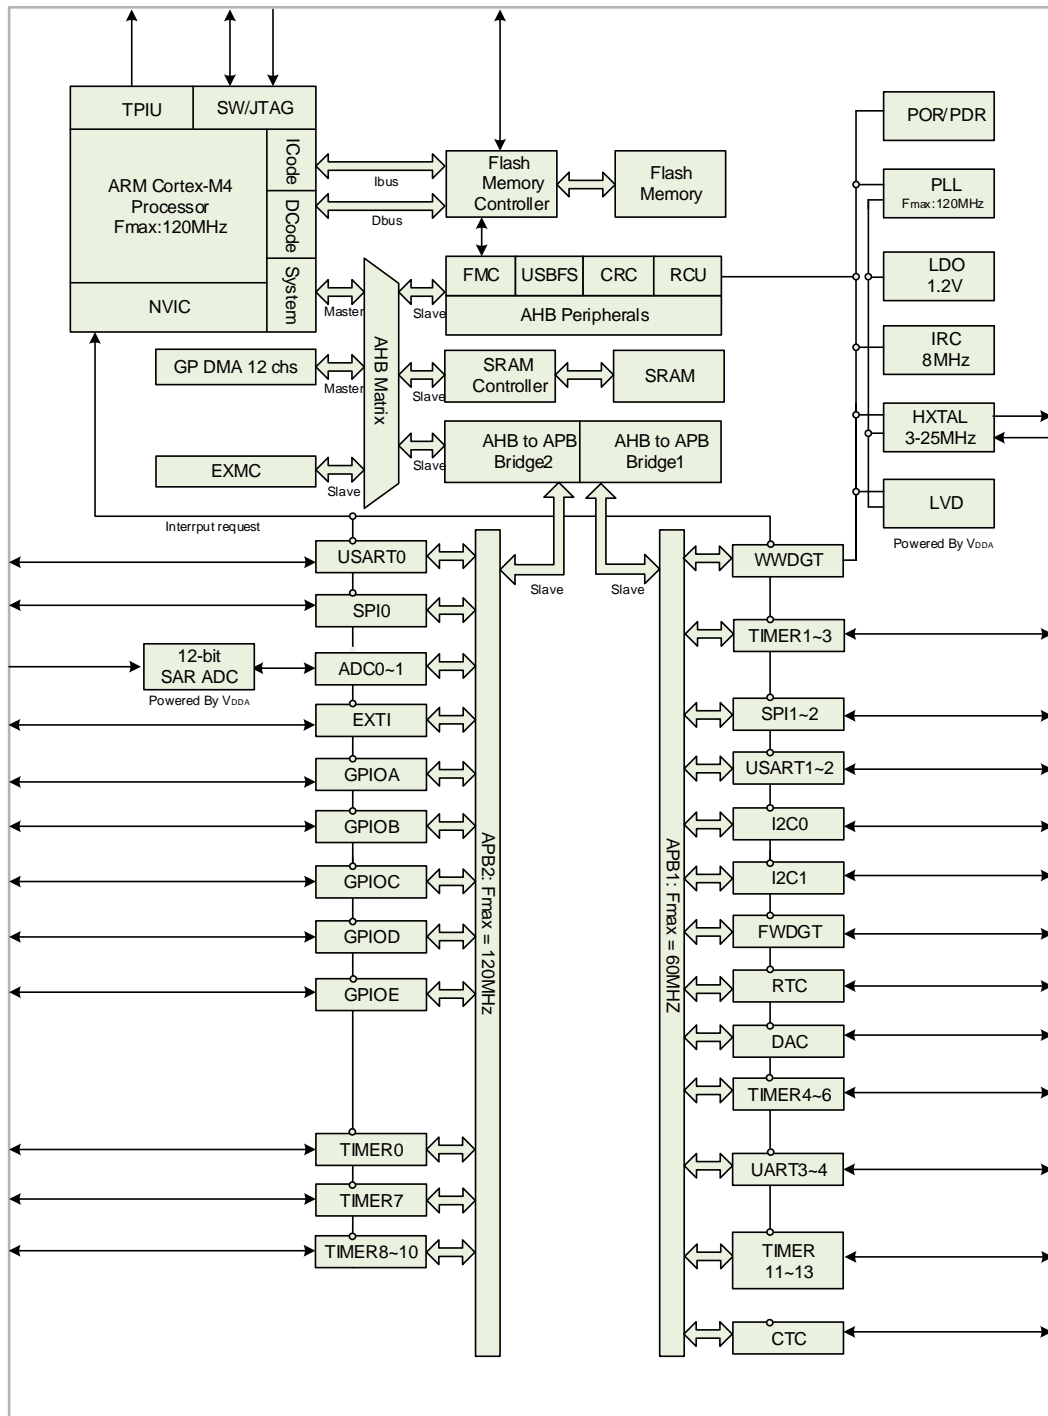 TPIU
SW/JTAG
POR/PDR
ICode
Flash
Memory
Controller
Flash
Memory
Ibus
ARM Cortex-M4
Processor
Fmax:120MHz
PLL
Fmax:120MHz
DCode
Dbus
LDO
1.2V
System
FMC
USBFS
CRC
RCU
NVIC
Master
Slave
AHB Peripherals
IRC
8MHz
AHB Matrix
GP DMA 12 chs
Master
Slave
SRAM
Controller
SRAM
HXTAL
3-25MHz
AHB to APB
Bridge2
AHB to APB
Bridge1
Slave
EXMC
Slave
LVD
Powered By VDDA
Interrput request
USART0
Slave
Slave
WWDGT
SPI0
TIMER1~3
12-bit
SAR ADC
Powered By VDDA
ADC0~1
EXTI
SPI1~2
GPIOA
USART1~2
GPIOB
I2C0
APB2: Fmax = 120MHz
APB1: Fmax = 60MHZ
GPIOC
I2C1
GPIOD
FWDGT
GPIOE
RTC
DAC
TIMER4~6
TIMER0
UART3~4
TIMER7
TIMER8~10
TIMER
11~13
CTC